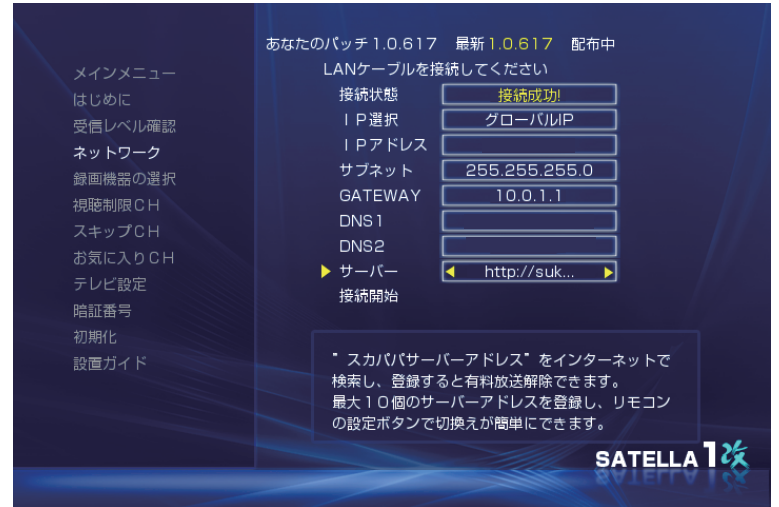 あなたのパッチ1.0.617 最新1.0.617 配布中
LANケーブルを接続してください
メインメニュー
はじめに
受信レベル確認
ネットワーク
録画機器の選択
視聴制限CH
スキップCH
お気に入りCH
テレビ設定
暗証番号
初期化
設置ガイド
接続状態 接続成功!
IP選択 グローバルIP
IPアドレス
サブネット 255.255.255.0
GATEWAY 10.0.1.1
DNS1
DNS2
サーバー http://suk...
接続開始
"スカパパサーバーアドレス"をインターネットで
検索し、登録すると有料放送解除できます。
最大10個のサーバーアドレスを登録し、リモコン
の設定ボタンで切換えが簡単にできます。
SATELLA 1改